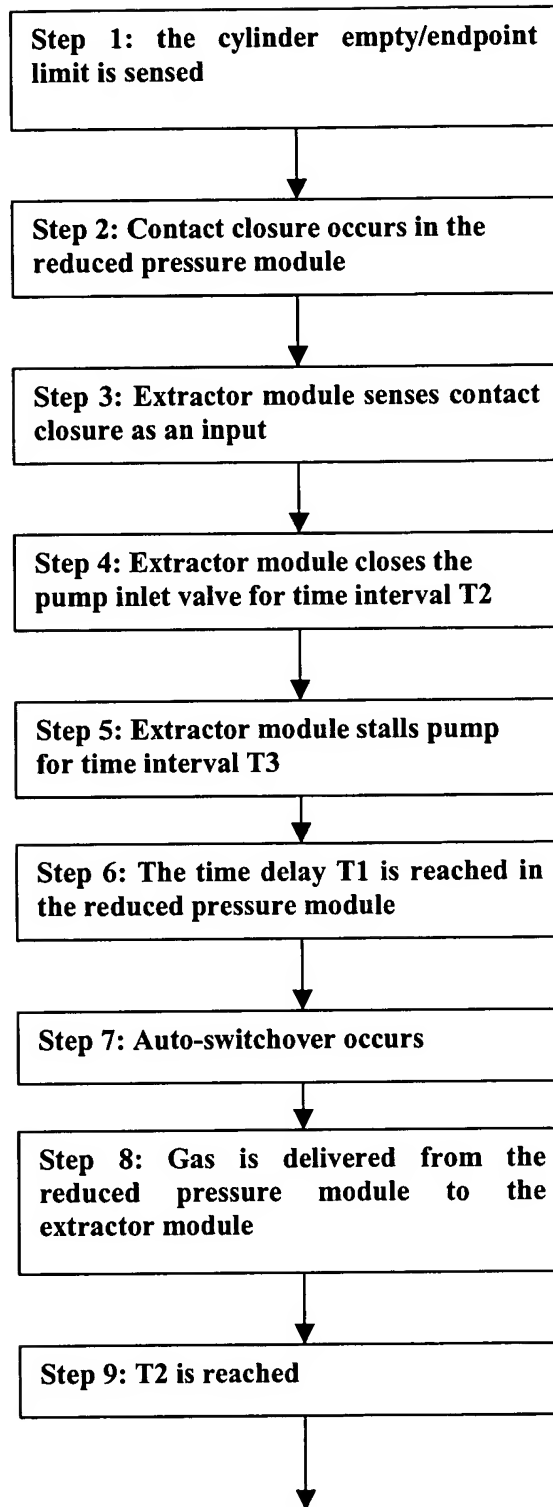 Step 1: the cylinder empty/endpoint
limit is sensed
Step 2: Contact closure occurs in the
reduced pressure module
Step 3: Extractor module senses contact
closure as an input
Step 4: Extractor module closes the
pump inlet valve for time interval T2
Step 5: Extractor module stalls pump
for time interval T3
Step 6: The time delay T1 is reached in
the reduced pressure module
Step 7: Auto-switchover occurs
Step 8: Gas is delivered from the
reduced pressure module to the
extractor module
Step 9: T2 is reached